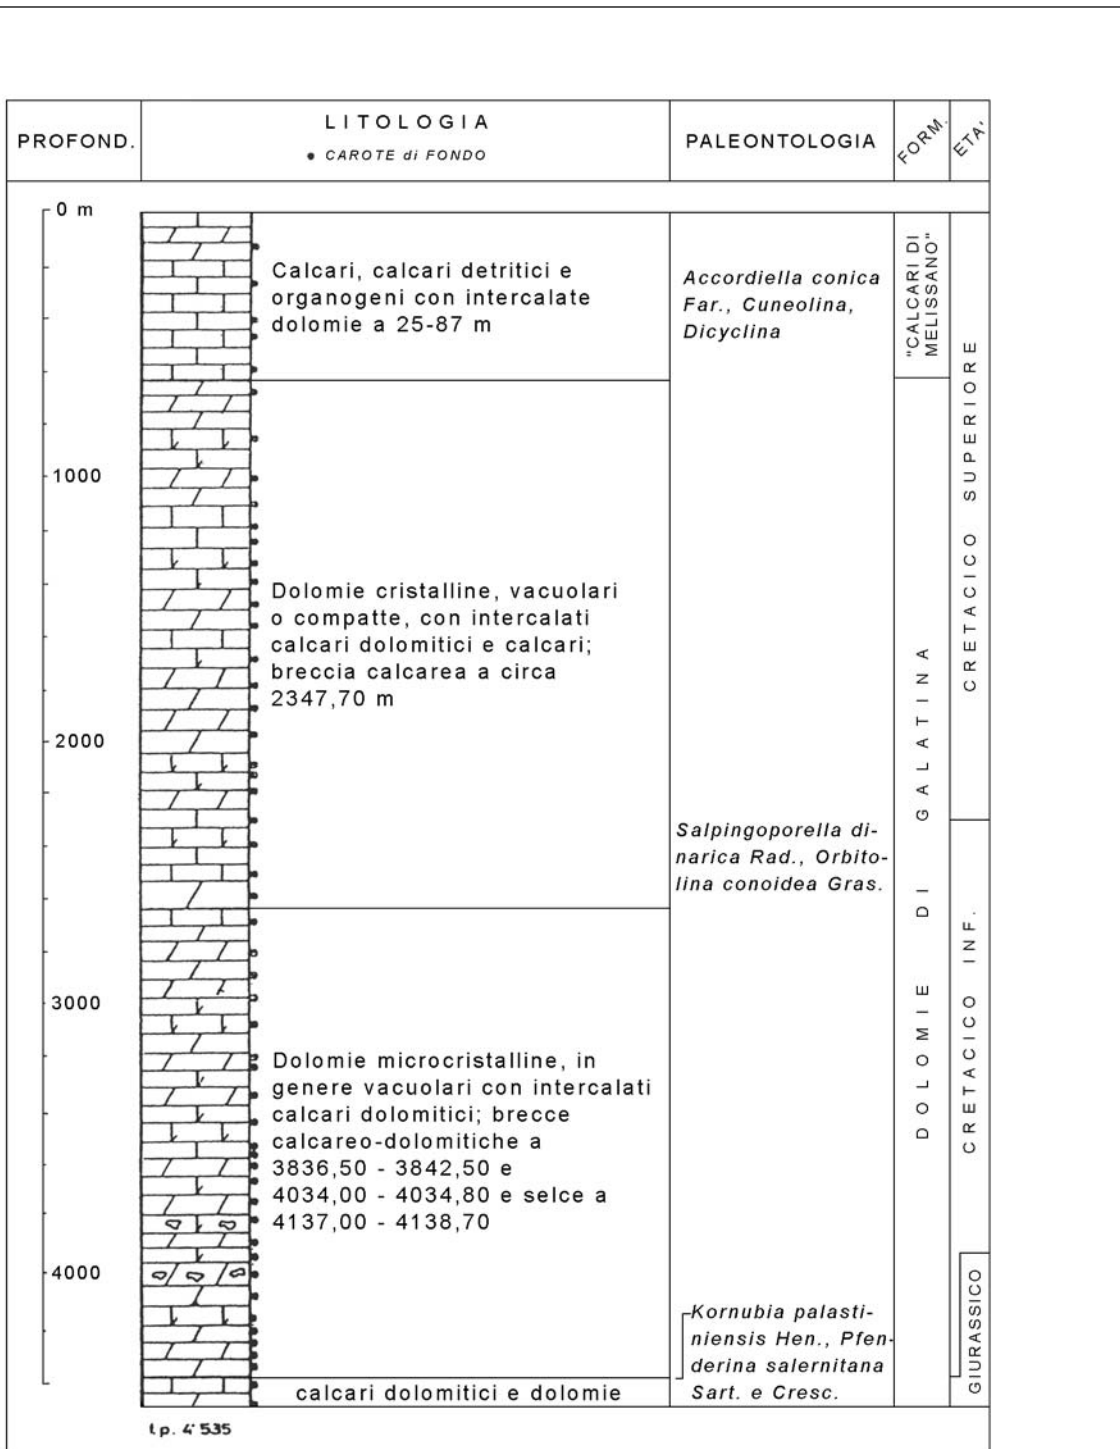 PROFOND.
LITOLOGIA
• CAROTE di FONDO
PALEONTOLOGIA
FORM.
ETA'
0 m
1000
2000
3000
4000
Calcari, calcari detritici e
organogeni con intercalate
dolomie a 25-87 m
Dolomie cristalline, vacuolari
o compatte, con intercalati
calcari dolomitici e calcari;
breccia calcarea a circa
2347,70 m
Dolomie microcristalline, in
genere vacuolari con intercalati
calcari dolomitici; brecce
calcareo-dolomitiche a
3836,50 - 3842,50 e
4034,00 - 4034,80 e selce a
4137,00 - 4138,70
calcari dolomitici e dolomie
t.p. 4'535
Accordiella conica
Far., Cuneolina,
Dicyclina
Salpingoporella di-
narica Rad., Orbito-
lina conoidea Gras.
Kornubia palasti-
niensis Hen., Pfen-
derina salernitana
Sart. e Cresc.
"CALCARI DI
MELISSANO"
DOLOMIE DI GALATINA
CRETACICO SUPERIORE
CRETACICO INF.
GIURASSICO